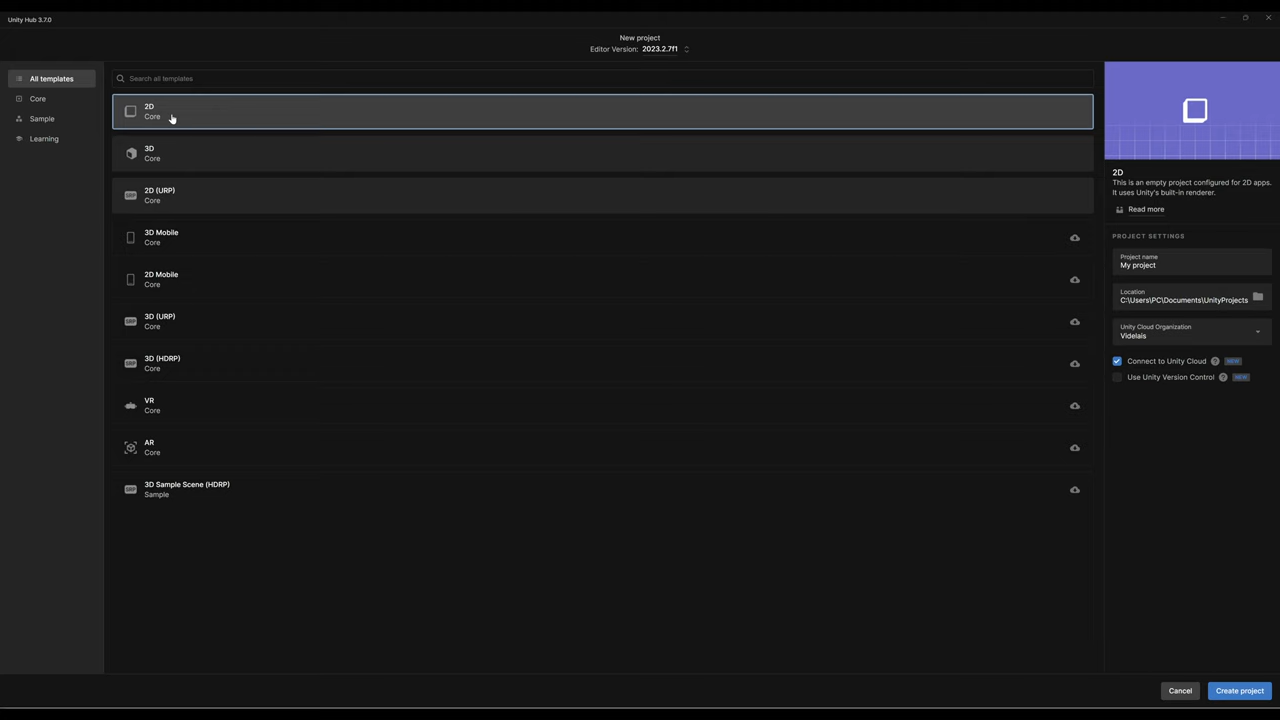 Unity Hub 3.7.0
New project
Editor Version: 2023.2.7f1
All templates
Core
Sample
Learning
Search all templates
2D
Core
3D
Core
SRP
2D (URP)
Core
3D Mobile
Core
2D Mobile
Core
SRP
3D (URP)
Core
SRP
3D (HDRP)
Core
VR
Core
AR
Core
SRP
3D Sample Scene (HDRP)
Sample
2D
This is an empty project configured for 2D apps.
It uses Unity's built-in renderer.
Read more
PROJECT SETTINGS
Project name
My project
Location
C:\Users\PC\Documents\UnityProjects
Unity Cloud Organization
Videlais
Connect to Unity Cloud ? NEW
Use Unity Version Control ? NEW
Cancel
Create project